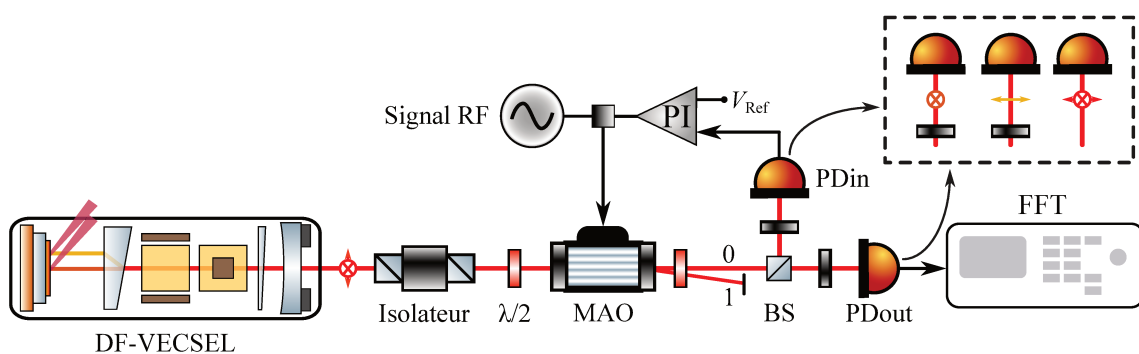 Signal RF
PI
V_Ref
PDin
FFT
0
1
DF-VECSEL
Isolateur
λ/2
MAO
BS
PDout